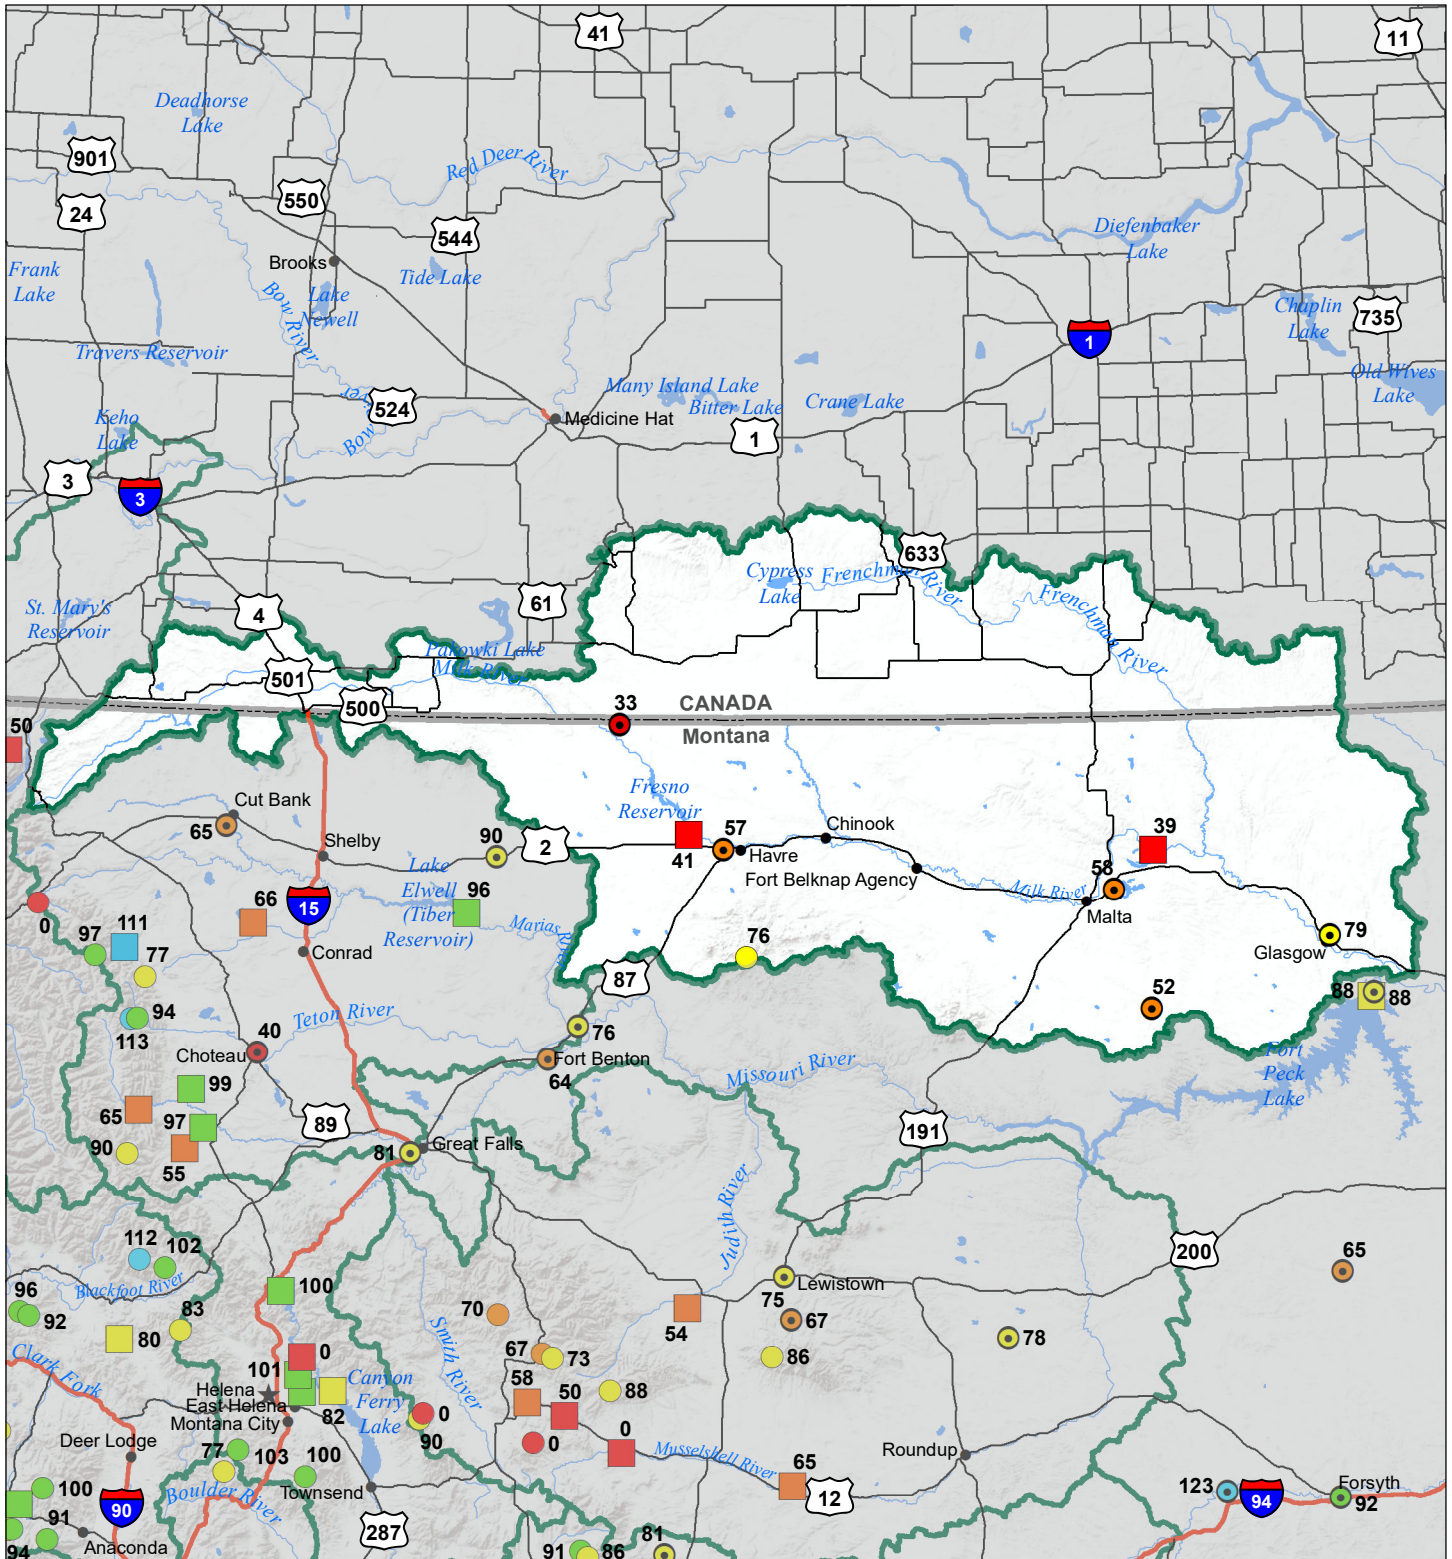 41
11
Deadhorse
Lake
901
Red Deer River
550
24
544
Diefenbaker
Lake
Brooks
Frank
Lake
Tide Lake
Bow River
Lake
Newell
Chaplin
Lake
735
1
Travers Reservoir
Old Wives
Lake
Many Island Lake
Bitter Lake
Crane Lake
524
Keho
Lake
Medicine Hat
Bow
1
3
3
633
Cypress
Lake
Frenchman River
Frenchman River
61
4
St. Mary's
Reservoir
Pakowki Lake
Milk River
501
500
33
CANADA
Montana
50
Fresno
Reservoir
Cut Bank
65
Shelby
90
2
41
57
Havre
Chinook
39
Fort Belknap Agency
58
Milk River
Malta
Lake
Elwell
(Tiber
Reservoir)
96
66
15
0
97
111
77
Marias River
Conrad
76
87
79
Glasgow
94
113
52
88
88
Teton River
40
Choteau
76
Fort Benton
64
Missouri River
Fort
Peck
Lake
99
65
97
89
191
90
55
81
Great Falls
Judith River
112
102
Blackfoot River
200
65
96
92
100
83
80
70
Lewistown
75
67
54
78
Smith River
67
73
86
Clark Fork
101
0
Canyon
Ferry
Lake
58
50
88
Helena
East Helena
Montana City
82
0
90
0
0
Deer Lodge
77
103
100
Musselshell River
Roundup
65
12
Townsend
Boulder River
100
90
91
94
Anaconda
287
123
94
Forsyth
92
91
86
81